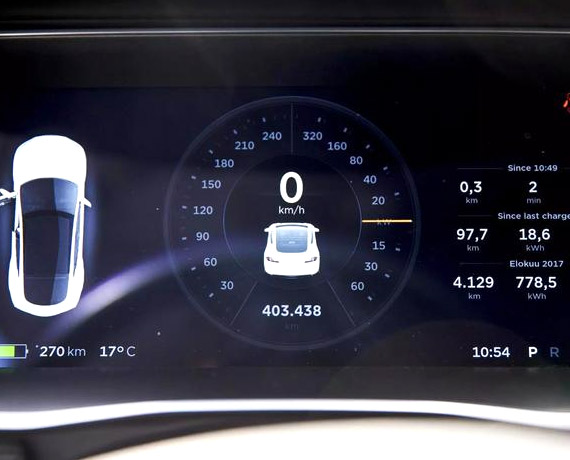 240 320
210 160
180 80
150 40
120 20
90 15
60 30
30 60
kW
0
km/h
403.438
km
270 km 17° C
Since 10:49
0,3 2
km min
Since last charge
97,7 18,6
km kWh
Elokuu 2017
4.129 778,5
km kWh
10:54 P R